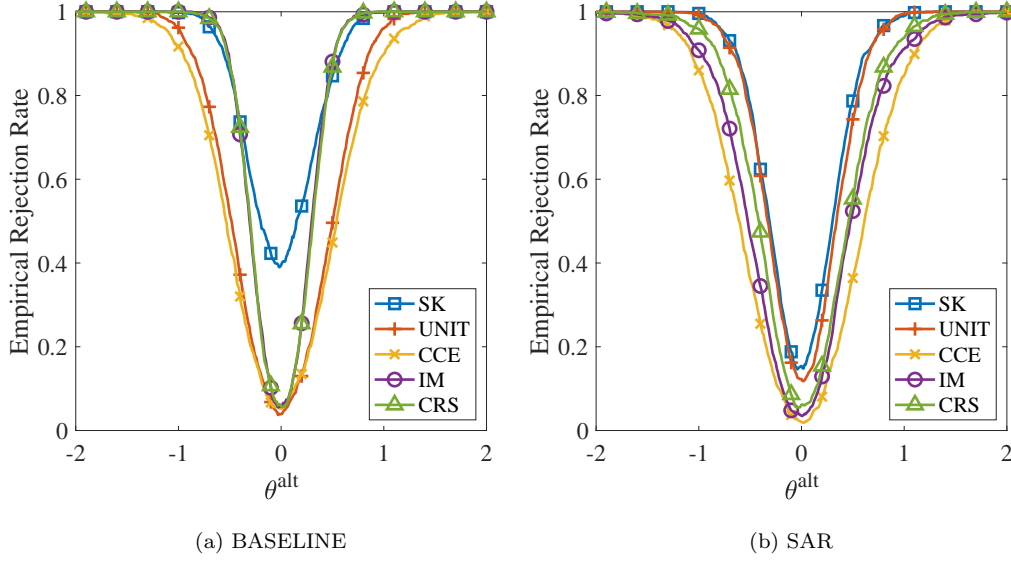 1
0.8
0.6
0.4
0.2
0
Empirical Rejection Rate
SK
UNIT
CCE
IM
CRS
-2 -1 0 1 2
θ^alt
(a) BASELINE
1
0.8
0.6
0.4
0.2
0
Empirical Rejection Rate
SK
UNIT
CCE
IM
CRS
-2 -1 0 1 2
θ^alt
(b) SAR